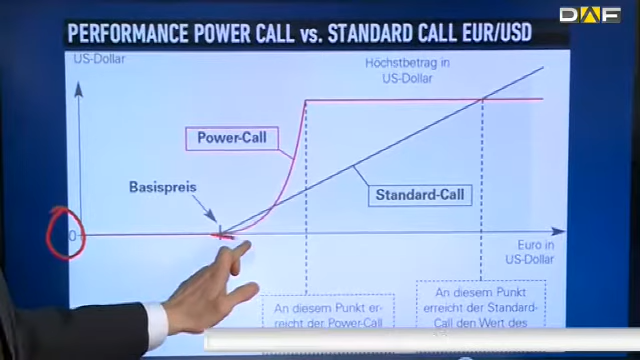 DAF
PERFORMANCE POWER CALL vs. STANDARD CALL EUR/USD
US-Dollar
Höchstbetrag in
US-Dollar
Power-Call
Basispreis
Standard-Call
0
Euro in
US-Dollar
An diesem Punkt er-
reicht der Power-Call
An diesem Punkt
erreicht der Standard-
Call den Wert des